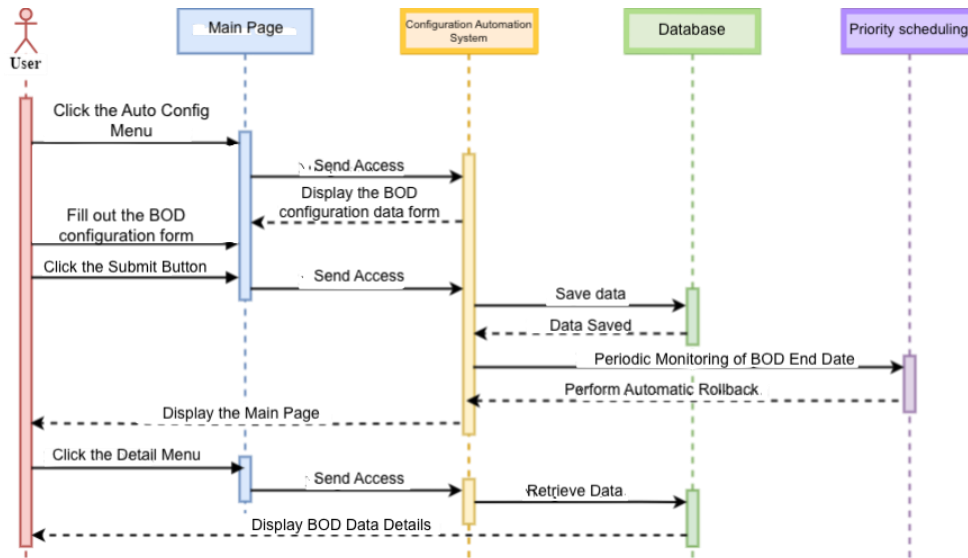 Main Page
Configuration Automation
System
Database
Priority scheduling
User
Click the Auto Config
Menu
Send Access
Display the BOD
configuration data form
Fill out the BOD
configuration form
Click the Submit Button
Send Access
Save data
Data Saved
Periodic Monitoring of BOD End Date
Perform Automatic Rollback
Display the Main Page
Click the Detail Menu
Send Access
Retrieve Data
Display BOD Data Details